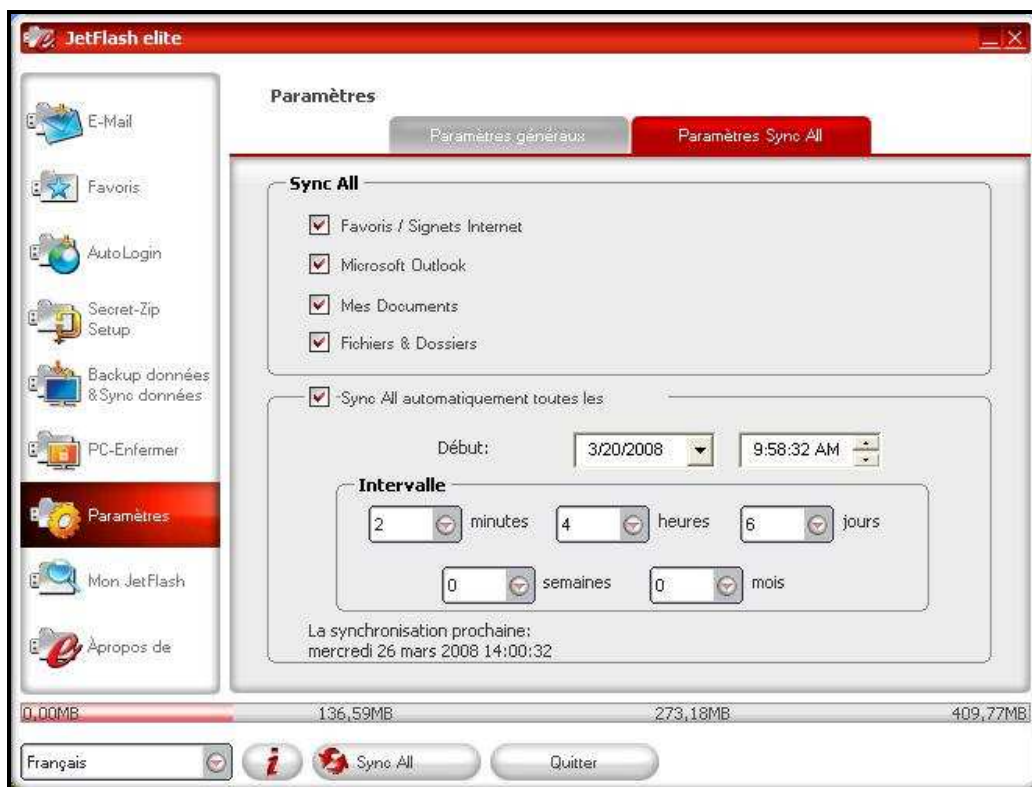 JetFlash elite
E-Mail
Favoris
AutoLogin
Secret-Zip
Setup
Backup données
& Sync données
PC-Enfermer
Paramètres
Mon JetFlash
Àpropos de
Paramètres
Paramètres généraux
Paramètres Sync All
Sync All
Favoris / Signets Internet
Microsoft Outlook
Mes Documents
Fichiers & Dossiers
Sync All automatiquement toutes les
Début:
3/20/2008
9:58:32 AM
Intervalle
2 minutes 4 heures 6 jours
0 semaines 0 mois
La synchronisation prochaine:
mercredi 26 mars 2008 14:00:32
0,00MB 136,59MB 273,18MB 409,77MB
Français
i
Sync All
Quitter